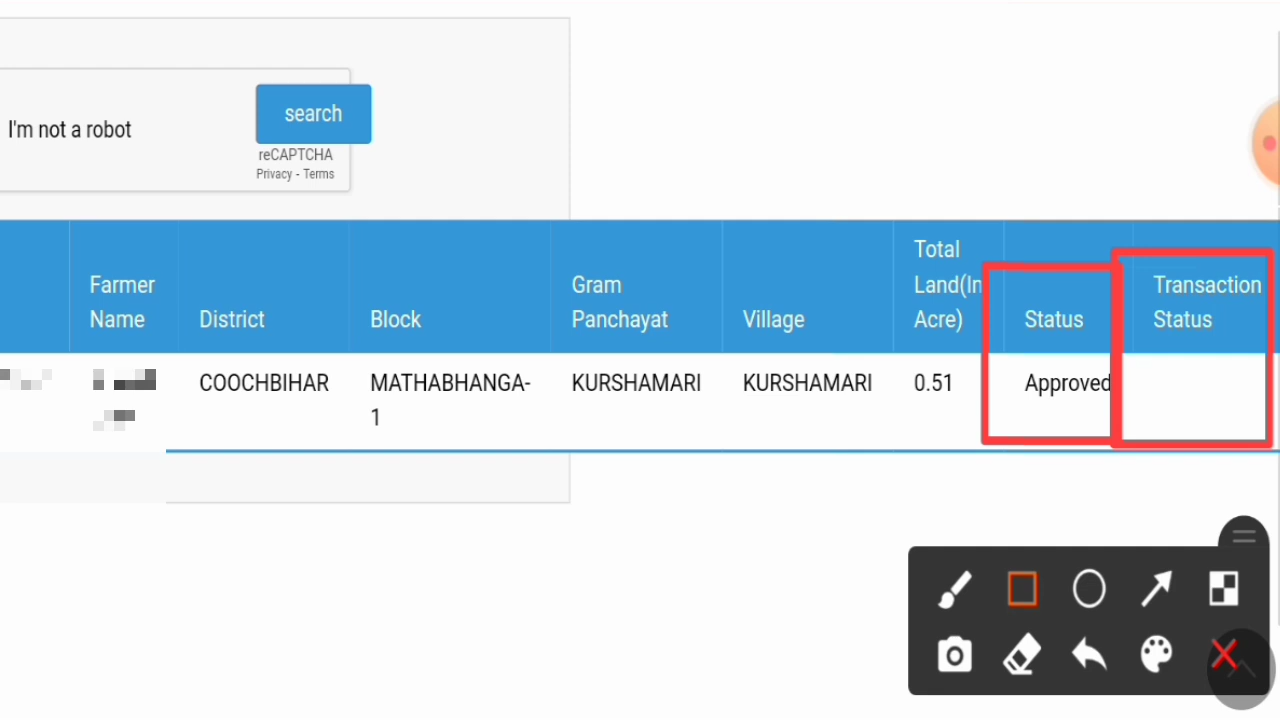 I'm not a robot
search
reCAPTCHA
Privacy - Terms
Farmer
Name
District
Block
Gram
Panchayat
Village
Total
Land(In
Acre)
Status
Transaction
Status
COOCHBIHAR
MATHABHANGA-
1
KURSHAMARI
KURSHAMARI
0.51
Approved